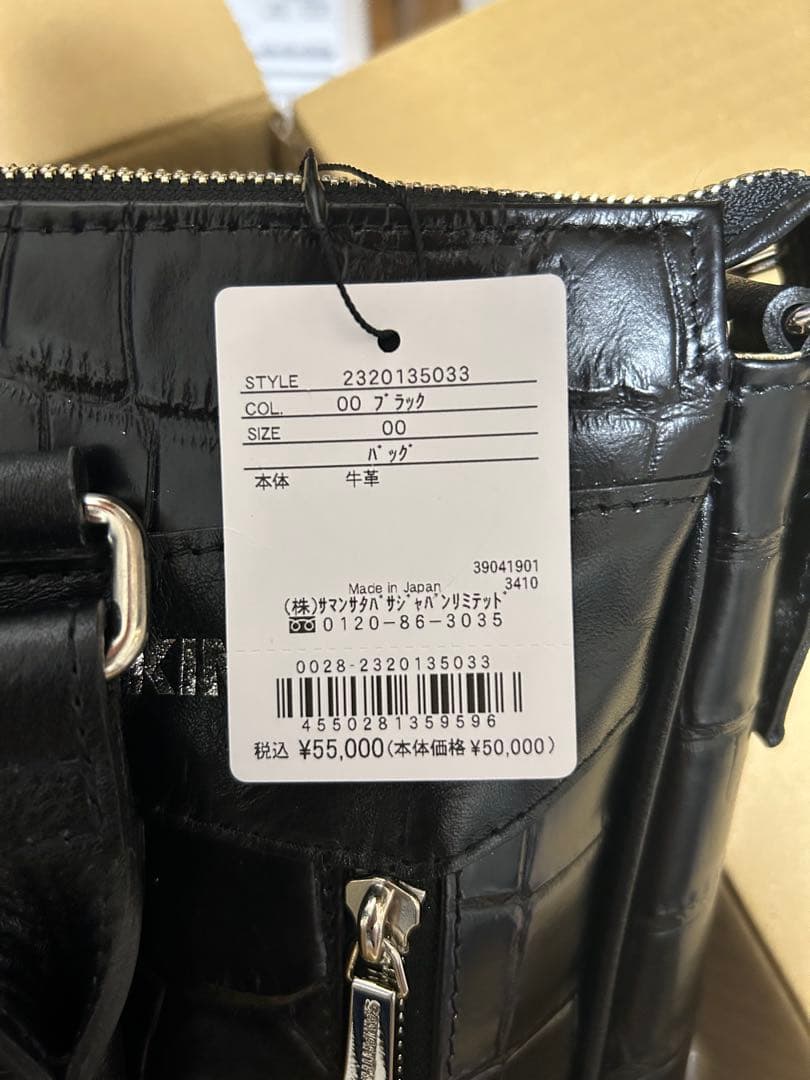 STYLE 2320135033
COL. 00 ブラック
SIZE 00
バッグ
本体 牛革
39041901
Made in Japan 3410
(株)サマンサタバサジャパンリミテッド
0120-86-3035
KIN
0028-2320135033
4550281359596
税込 ¥55,000(本体価格¥50,000)